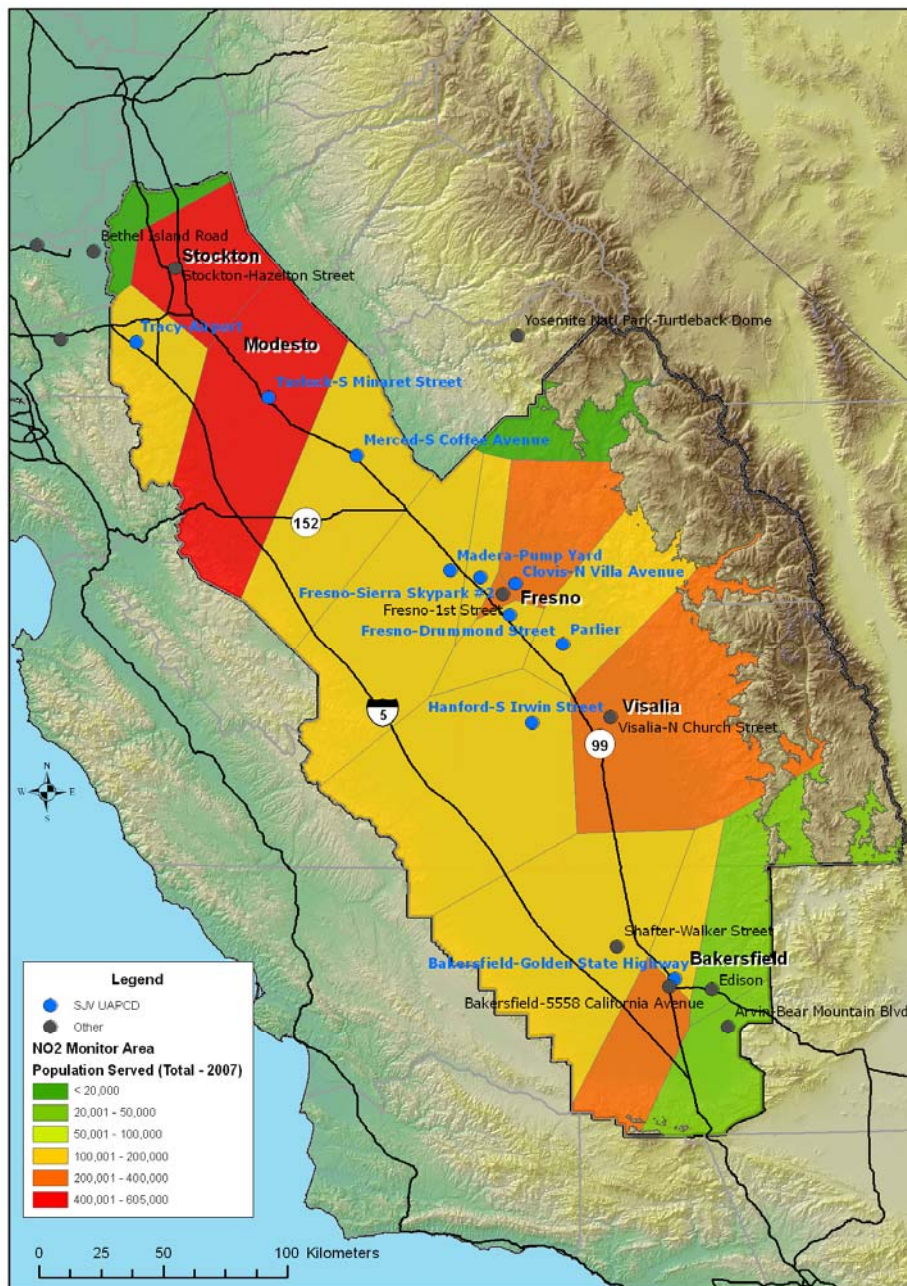 Bethel Island Road
Stockton
Stockton-Hazelton Street
Tracy-Airport
Yosemite Natl Park-Turtleback Dome
Modesto
Turlock-S Minaret Street
Merced-S Coffee Avenue
152
Madera-Pump Yard
Clovis-N Villa Avenue
Fresno-Sierra Skypark #2
Fresno
Fresno-1st Street
Fresno-Drummond Street
Parlier
5
Hanford-S Irwin Street
Visalia
Visalia-N Church Street
99
N
W
E
S
Shafter-Walker Street
Bakersfield-Golden State Highway
Bakersfield
Edison
Bakersfield-5558 California Avenue
Arvin-Bear Mountain Blvd
Legend
SJV UAPCD
Other
NO2 Monitor Area
Population Served (Total - 2007)
< 20,000
20,001 - 50,000
50,001 - 100,000
100,001 - 200,000
200,001 - 400,000
400,001 - 605,000
0 25 50 100 Kilometers